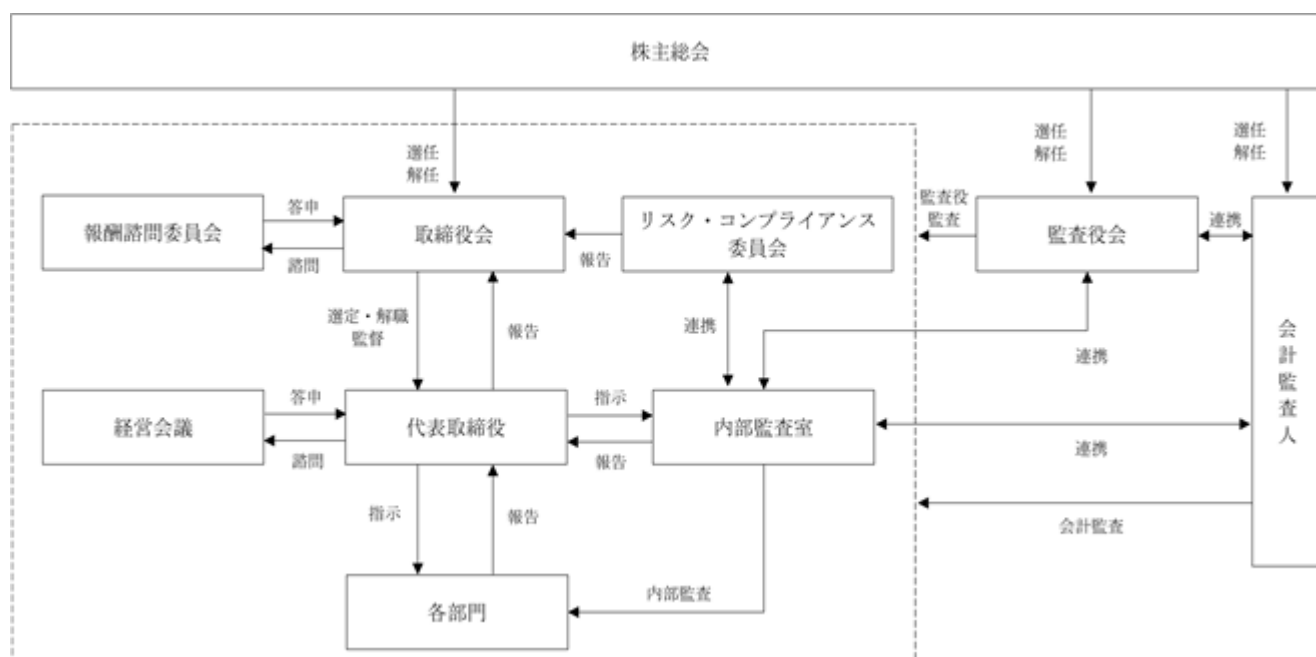 株主総会
選任
解任
選任
解任
選任
解任
報酬諮問委員会
答申
諮問
取締役会
報告
リスク・コンプライアンス
委員会
監査役
監査
監査役会
連携
選定・解職
監督
報告
連携
連携
会計監査人
経営会議
答申
諮問
代表取締役
指示
報告
内部監査室
連携
指示
報告
会計監査
各部門
内部監査